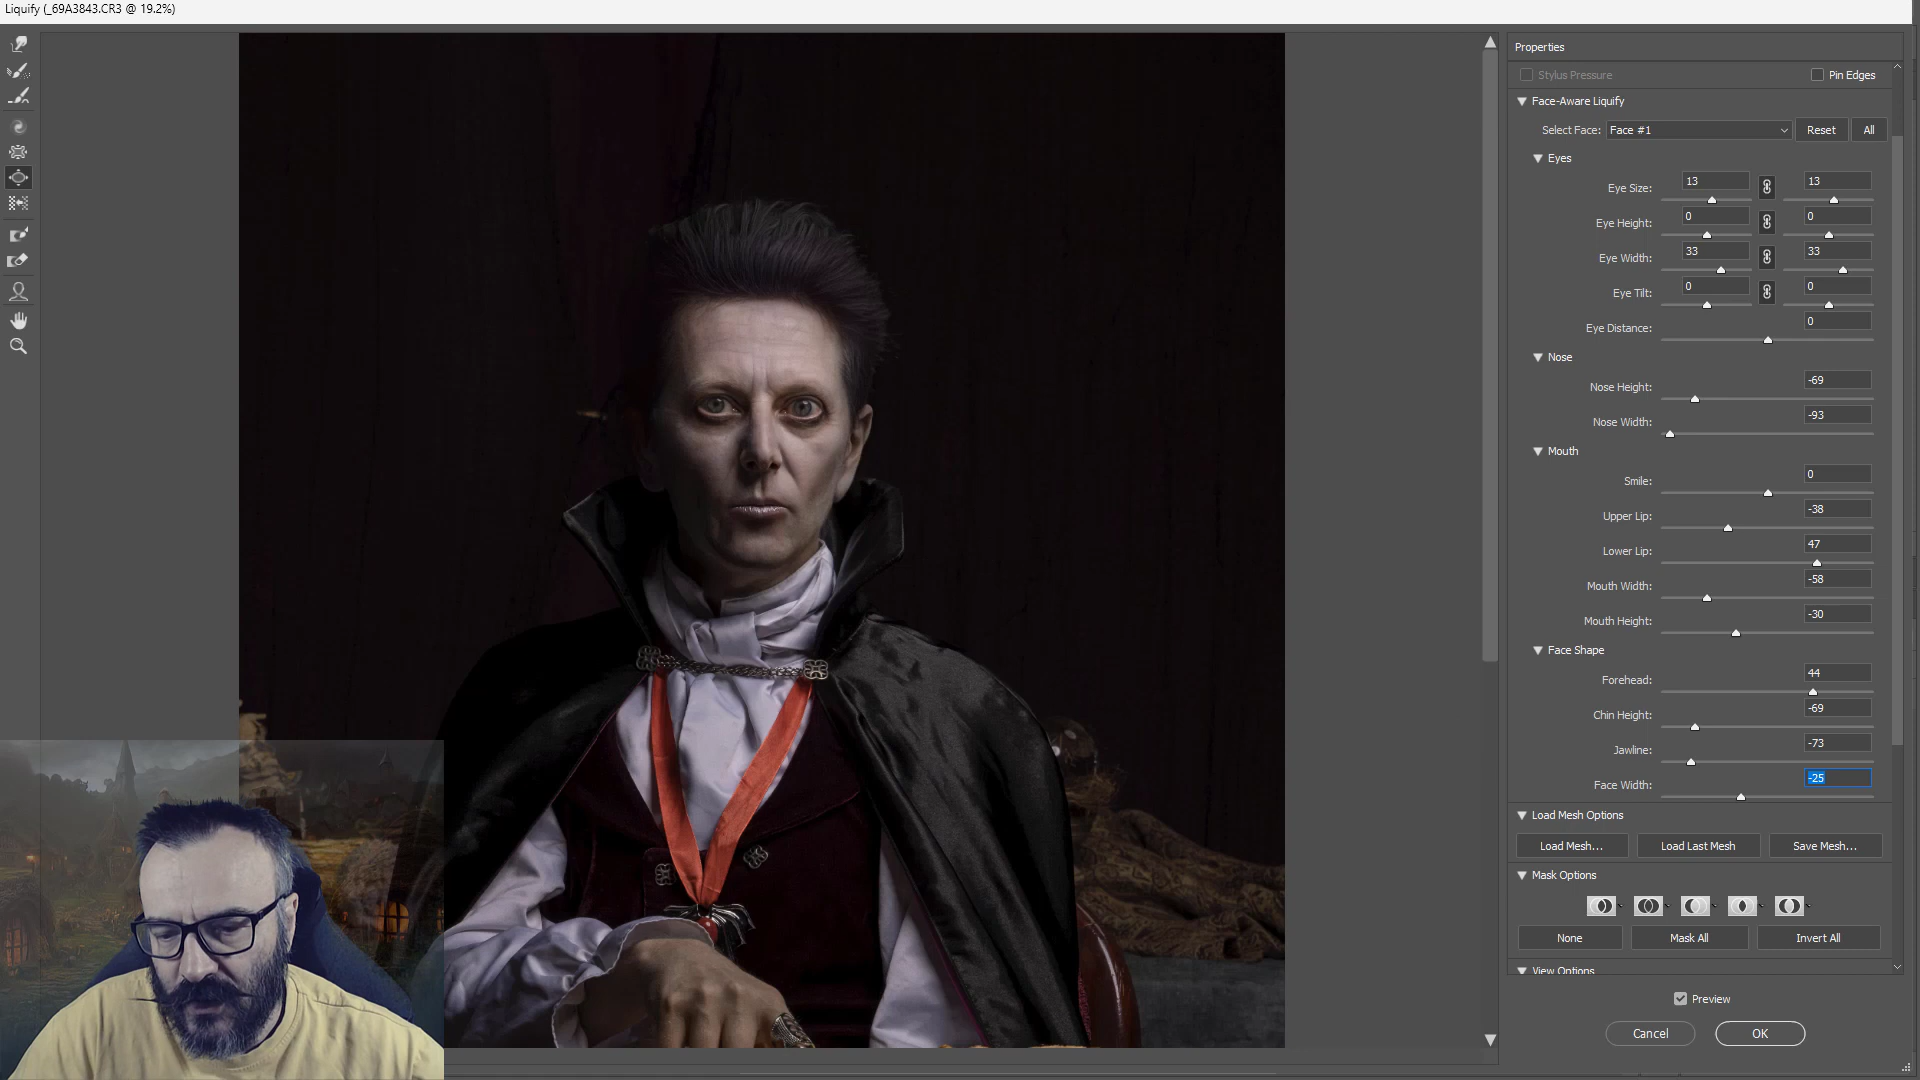 Liquify (_69A3843.CR3 @ 19.2%)
Properties
Stylus Pressure
Pin Edges
Face-Aware Liquify
Select Face: Face #1 Reset All
Eyes
Eye Size: 13 13
Eye Height: 0 0
Eye Width: 33 33
Eye Tilt: 0 0
Eye Distance: 0
Nose
Nose Height: -69
Nose Width: -93
Mouth
Smile: 0
Upper Lip: -38
Lower Lip: 47
Mouth Width: -58
Mouth Height: -30
Face Shape
Forehead: 44
Chin Height: -69
Jawline: -73
Face Width: -25
Load Mesh Options
Load Mesh... Load Last Mesh Save Mesh...
Mask Options
None Mask All Invert All
View Options
Preview
Cancel OK